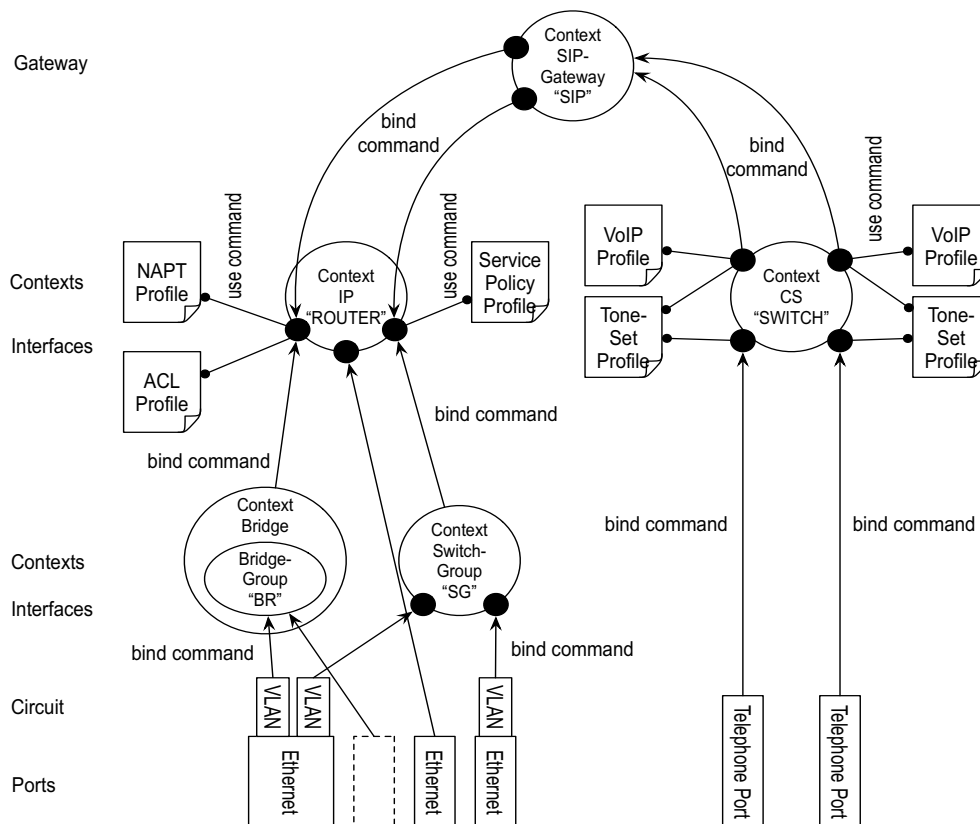 Gateway
Context
SIP-
Gateway
“SIP”
bind
command
bind
command
use command
use command
use command
Contexts
Interfaces
NAPT
Profile
ACL
Profile
Context
IP
“ROUTER”
Service
Policy
Profile
VoIP
Profile
Tone-
Set
Profile
Context
CS
“SWITCH”
VoIP
Profile
Tone-
Set
Profile
bind command
bind command
bind command
bind command
Contexts
Interfaces
Context
Bridge
Bridge-
Group
“BR”
Context
Switch-
Group
“SG”
bind command
bind command
Circuit
VLAN
VLAN
VLAN
Ports
Ethernet
Ethernet
Ethernet
Telephone Port
Telephone Port